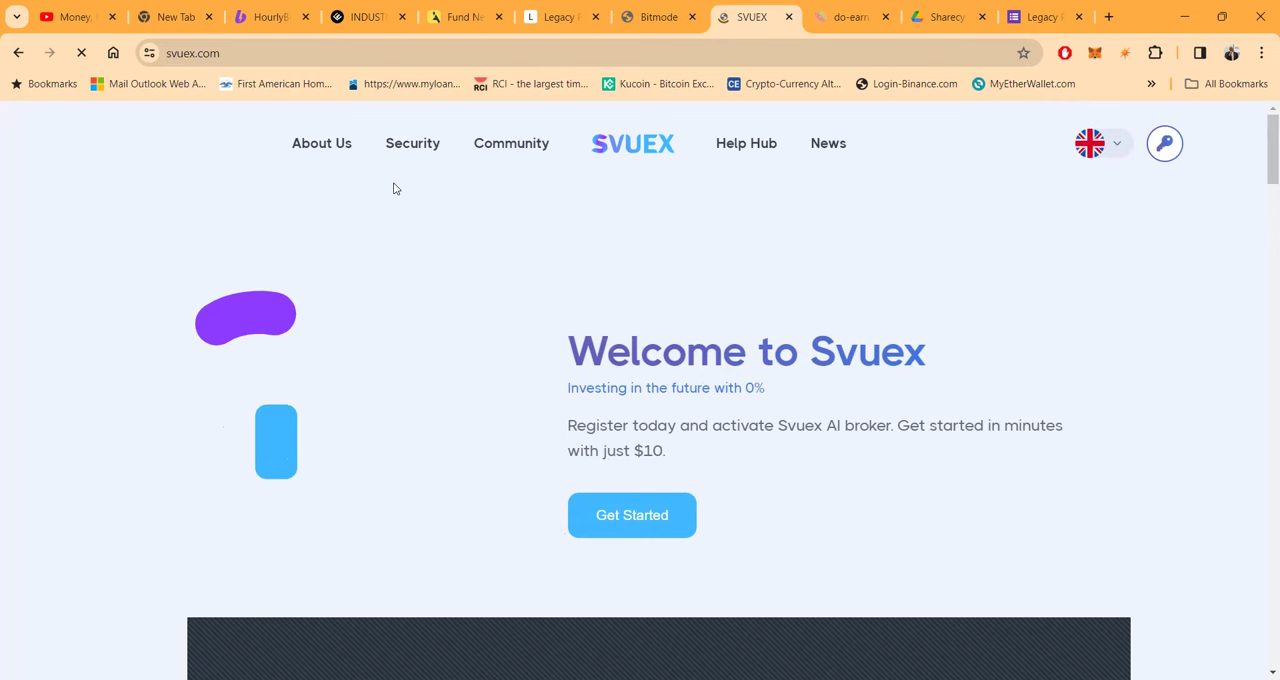 Money,
New Tab
HourlyB
INDUST
Fund Ne
Legacy F
Bitmode
SVUEX
do-earn
Sharecy
Legacy F
svuex.com
Bookmarks
Mail Outlook Web A...
First American Hom...
https://www.myloan...
RCI
RCI - the largest tim...
Kucoin - Bitcoin Exc...
CE
Crypto-Currency Alt...
Login-Binance.com
MyEtherWallet.com
All Bookmarks
About Us
Security
Community
SVUEX
Help Hub
News
Welcome to Svuex
Investing in the future with 0%
Register today and activate Svuex AI broker. Get started in minutes
with just $10.
Get Started